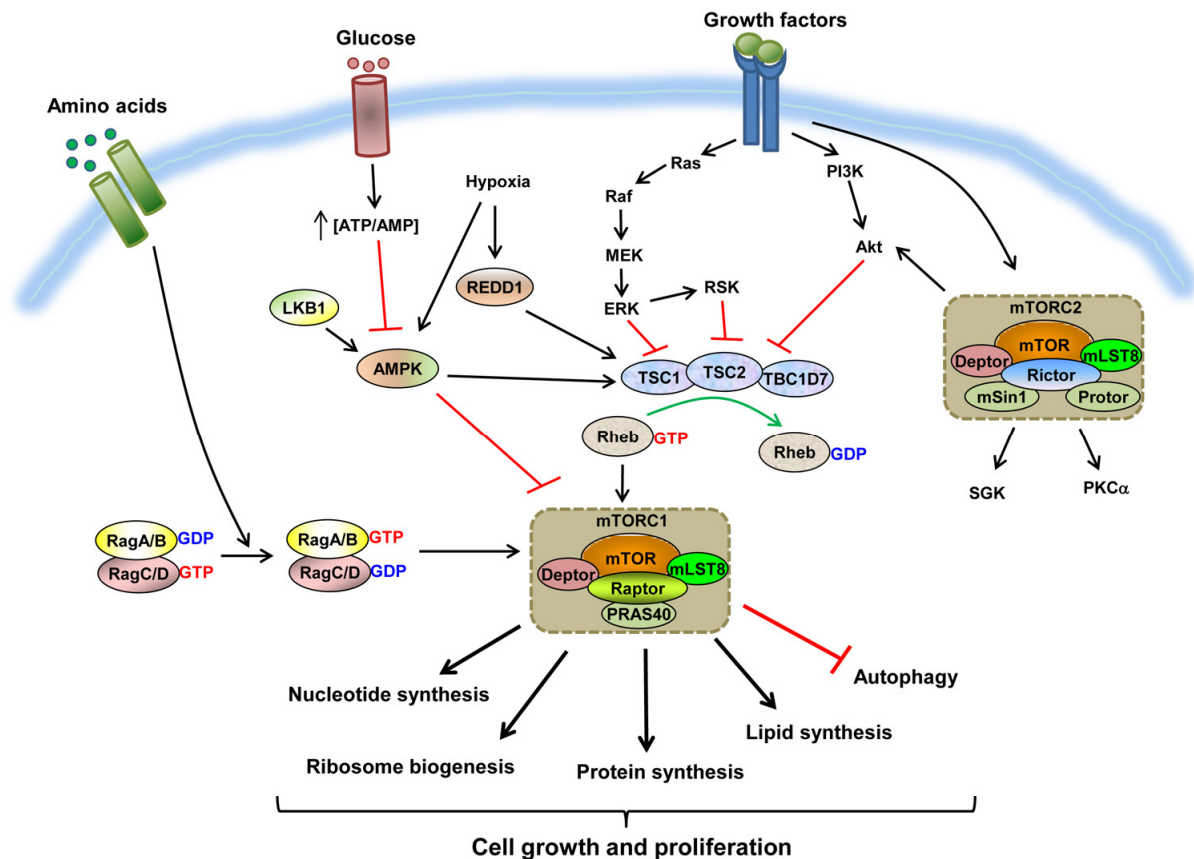 Growth factors
Glucose
Amino acids
Ras
PI3K
Hypoxia
Raf
[ATP/AMP]
MEK
Akt
REDD1
RSK
LKB1
ERK
mTORC2
mTOR
Deptor
mLST8
Rictor
mSin1
Protor
AMPK
TSC1
TSC2
TBC1D7
Rheb GTP
Rheb GDP
SGK
PKCα
mTORC1
RagA/B GDP
RagC/D GTP
RagA/B GTP
RagC/D GDP
mTOR
Deptor
mLST8
Raptor
PRAS40
Nucleotide synthesis
Autophagy
Lipid synthesis
Ribosome biogenesis
Protein synthesis
Cell growth and proliferation